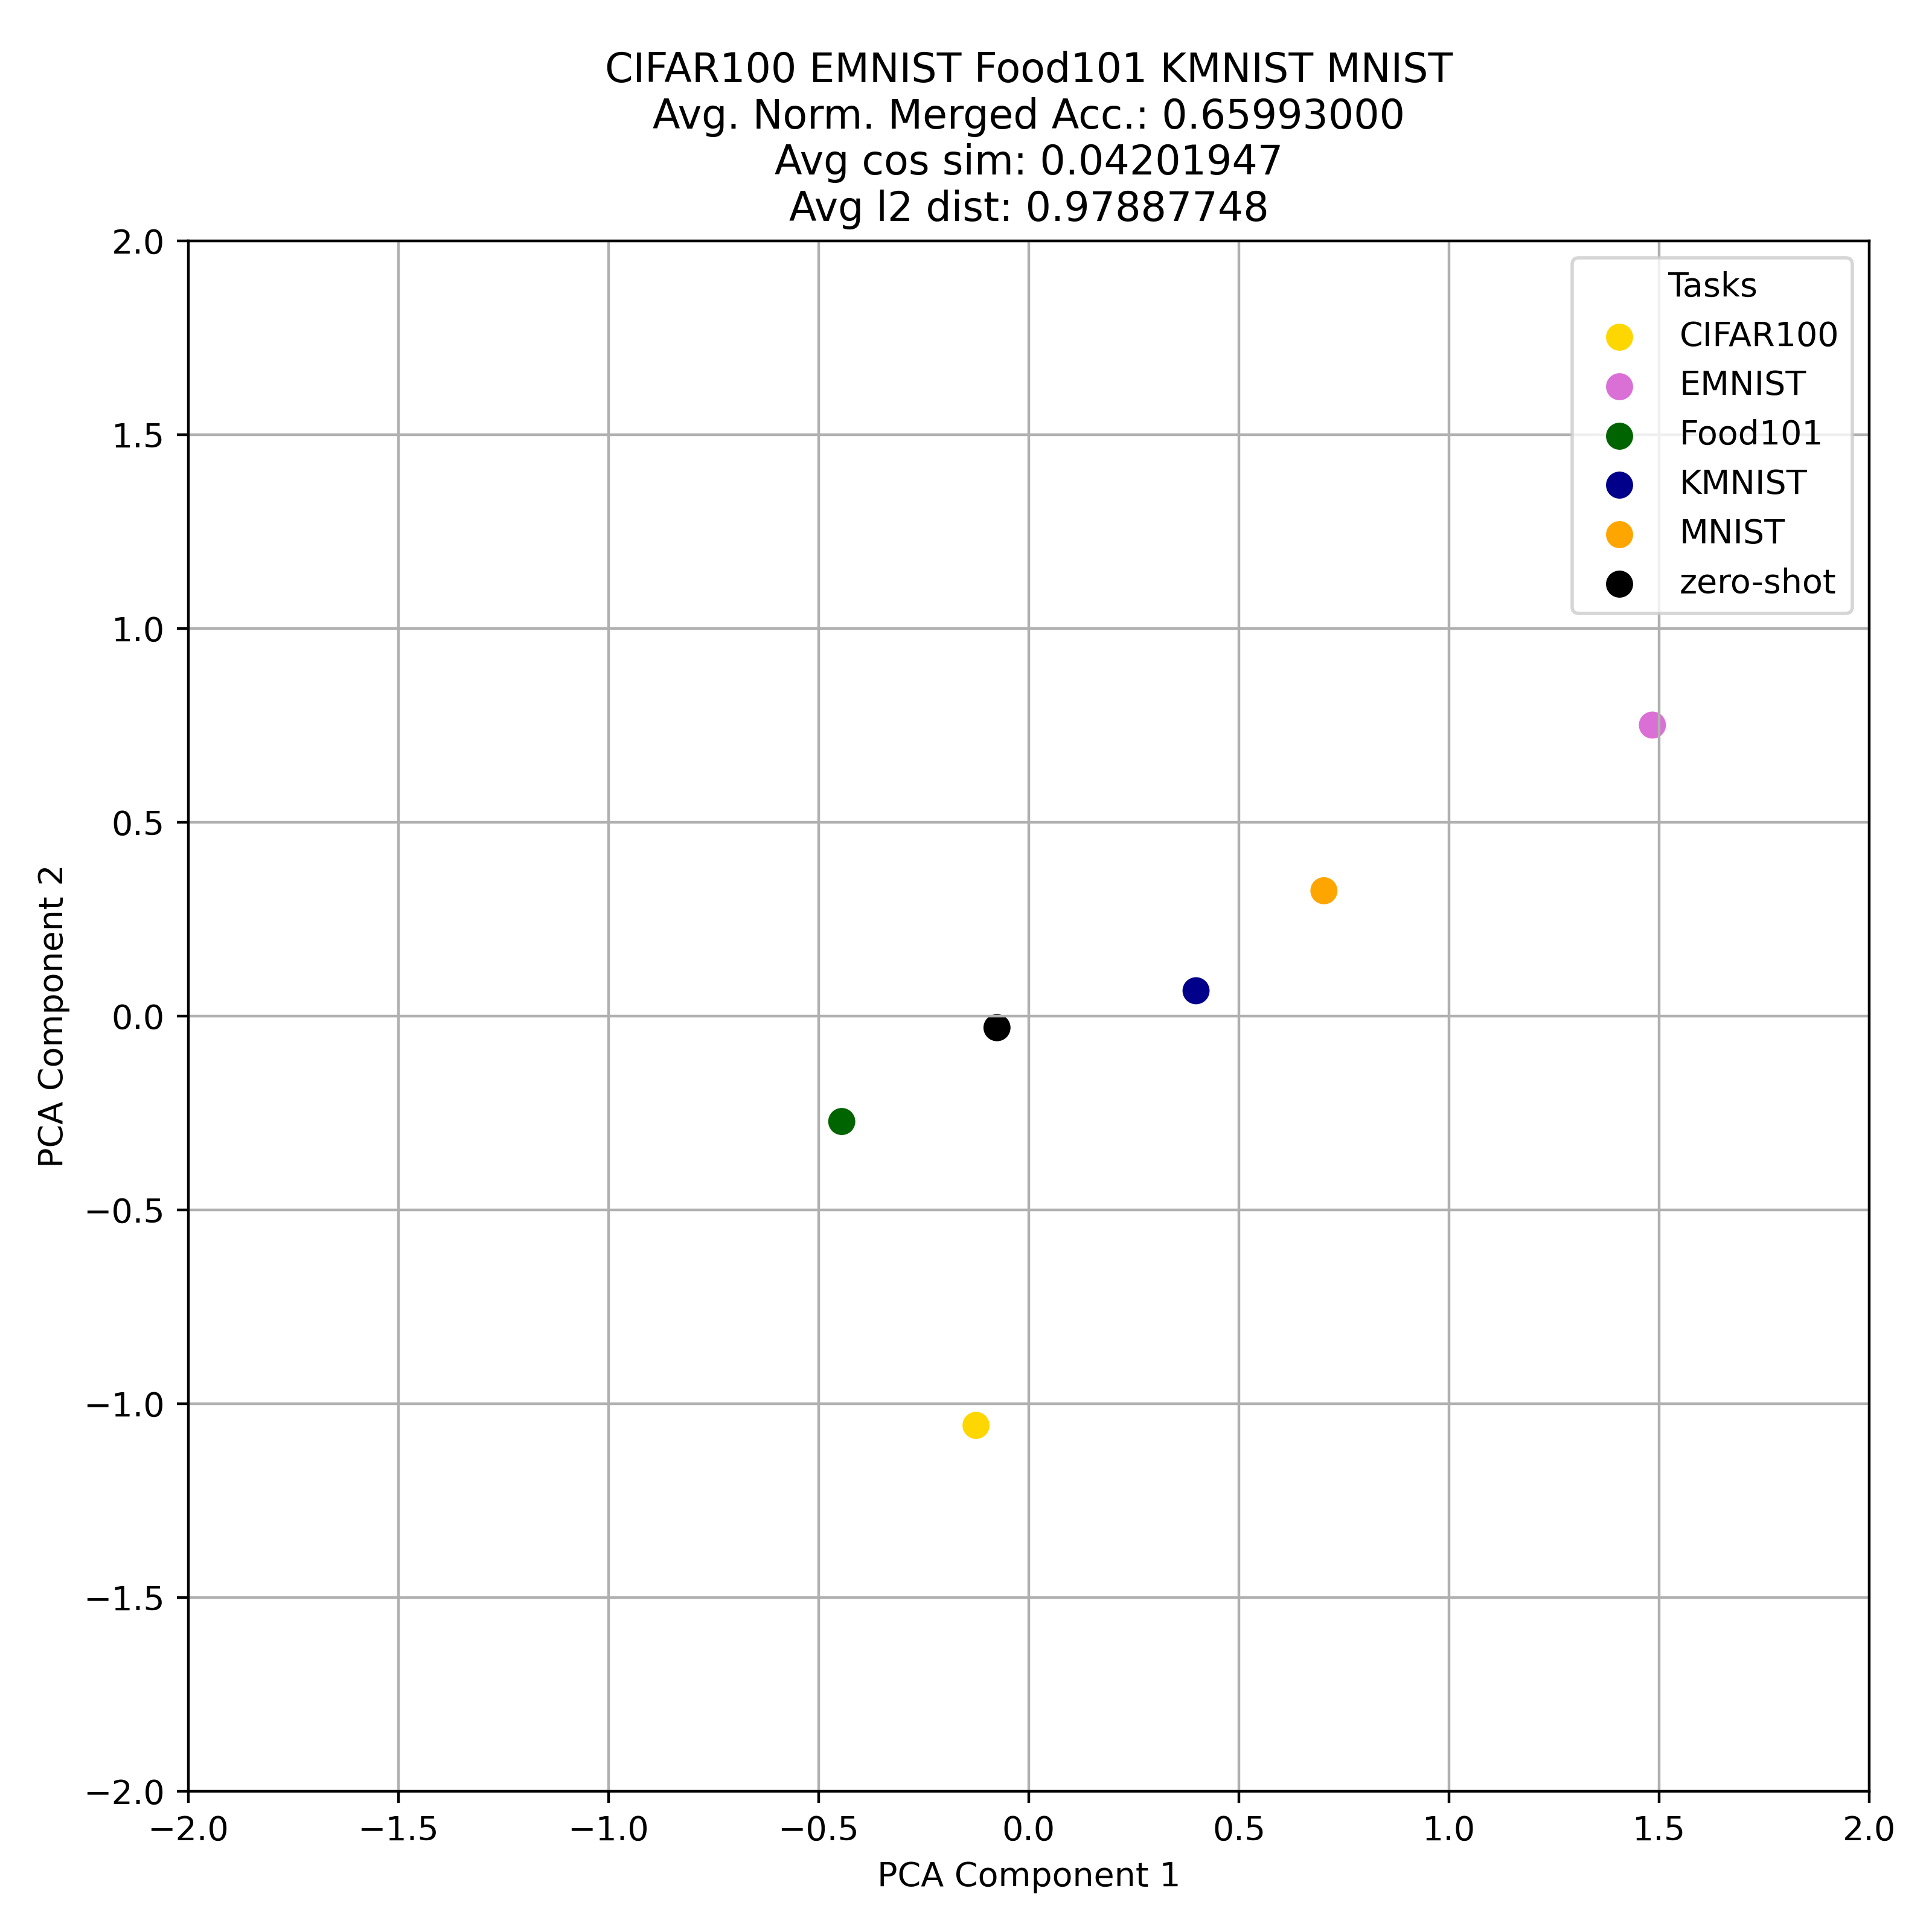 CIFAR100 EMNIST Food101 KMNIST MNIST
Avg. Norm. Merged Acc.: 0.65993000
Avg cos sim: 0.04201947
Avg l2 dist: 0.97887748
Tasks
CIFAR100
EMNIST
Food101
KMNIST
MNIST
zero-shot
PCA Component 2
2.0
1.5
1.0
0.5
0.0
−0.5
−1.0
−1.5
−2.0
−2.0 −1.5 −1.0 −0.5 0.0 0.5 1.0 1.5 2.0
PCA Component 1